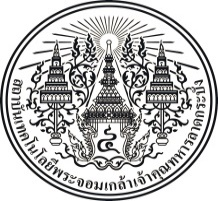 สถาบันเทคโนโลยีพระจอมเกล้าเจ้าคุณทหารลาดกระบัง